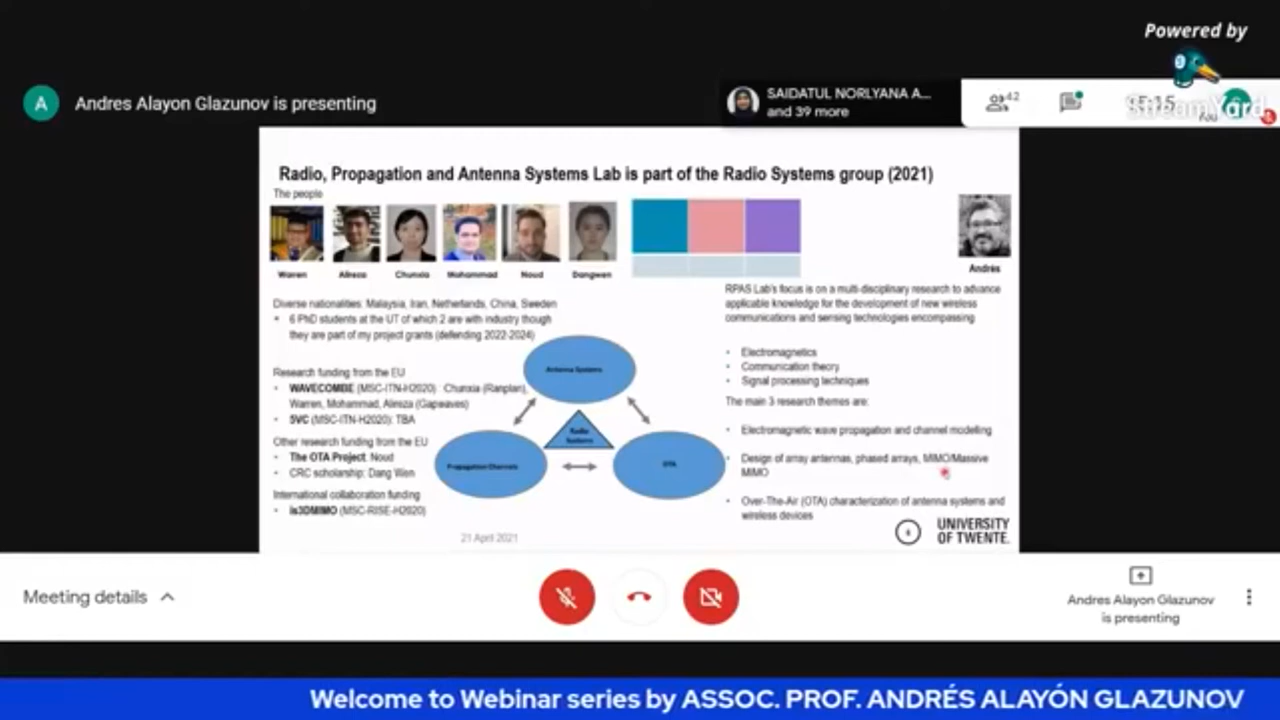 Powered by
StreamYard
A
Andres Alayon Glazunov is presenting
SAIDATUL NORLYANA A...
and 39 more
42
Radio, Propagation and Antenna Systems Lab is part of the Radio Systems group (2021)
The people
Warren
Alireza
Chunxia
Mohammad
Noud
Dangwen
Andrés
Diverse nationalities: Malaysia, Iran, Netherlands, China, Sweden
• 6 PhD students at the UT of which 2 are with industry though
they are part of my project grants (defending 2022-2024)
Research funding from the EU
• WAVECOMBE (MSC-ITN-H2020) : Chunxia (Ranplan),
Warren, Mohammad, Alireza (Gapwaves)
• 5VC (MSC-ITN-H2020): TBA
Other research funding from the EU
• The OTA Project: Noud
• CRC scholarship: Dang Wen
International collaboration funding
• is3DMIMO (MSC-RISE-H2020)
Antenna Systems
Radio
Systems
Propagation Channels
OTA
RPAS Lab's focus is on a multi-disciplinary research to advance
applicable knowledge for the development of new wireless
communications and sensing technologies encompassing
• Electromagnetics
• Communication theory
• Signal processing techniques
The main 3 research themes are:
• Electromagnetic wave propagation and channel modelling
• Design of array antennas, phased arrays, MIMO/Massive
MIMO
• Over-The-Air (OTA) characterization of antenna systems and
wireless devices
21 April 2021
UNIVERSITY
OF TWENTE.
Meeting details
Andres Alayon Glazunov
is presenting
Welcome to Webinar series by ASSOC. PROF. ANDRÉS ALAYÓN GLAZUNOV